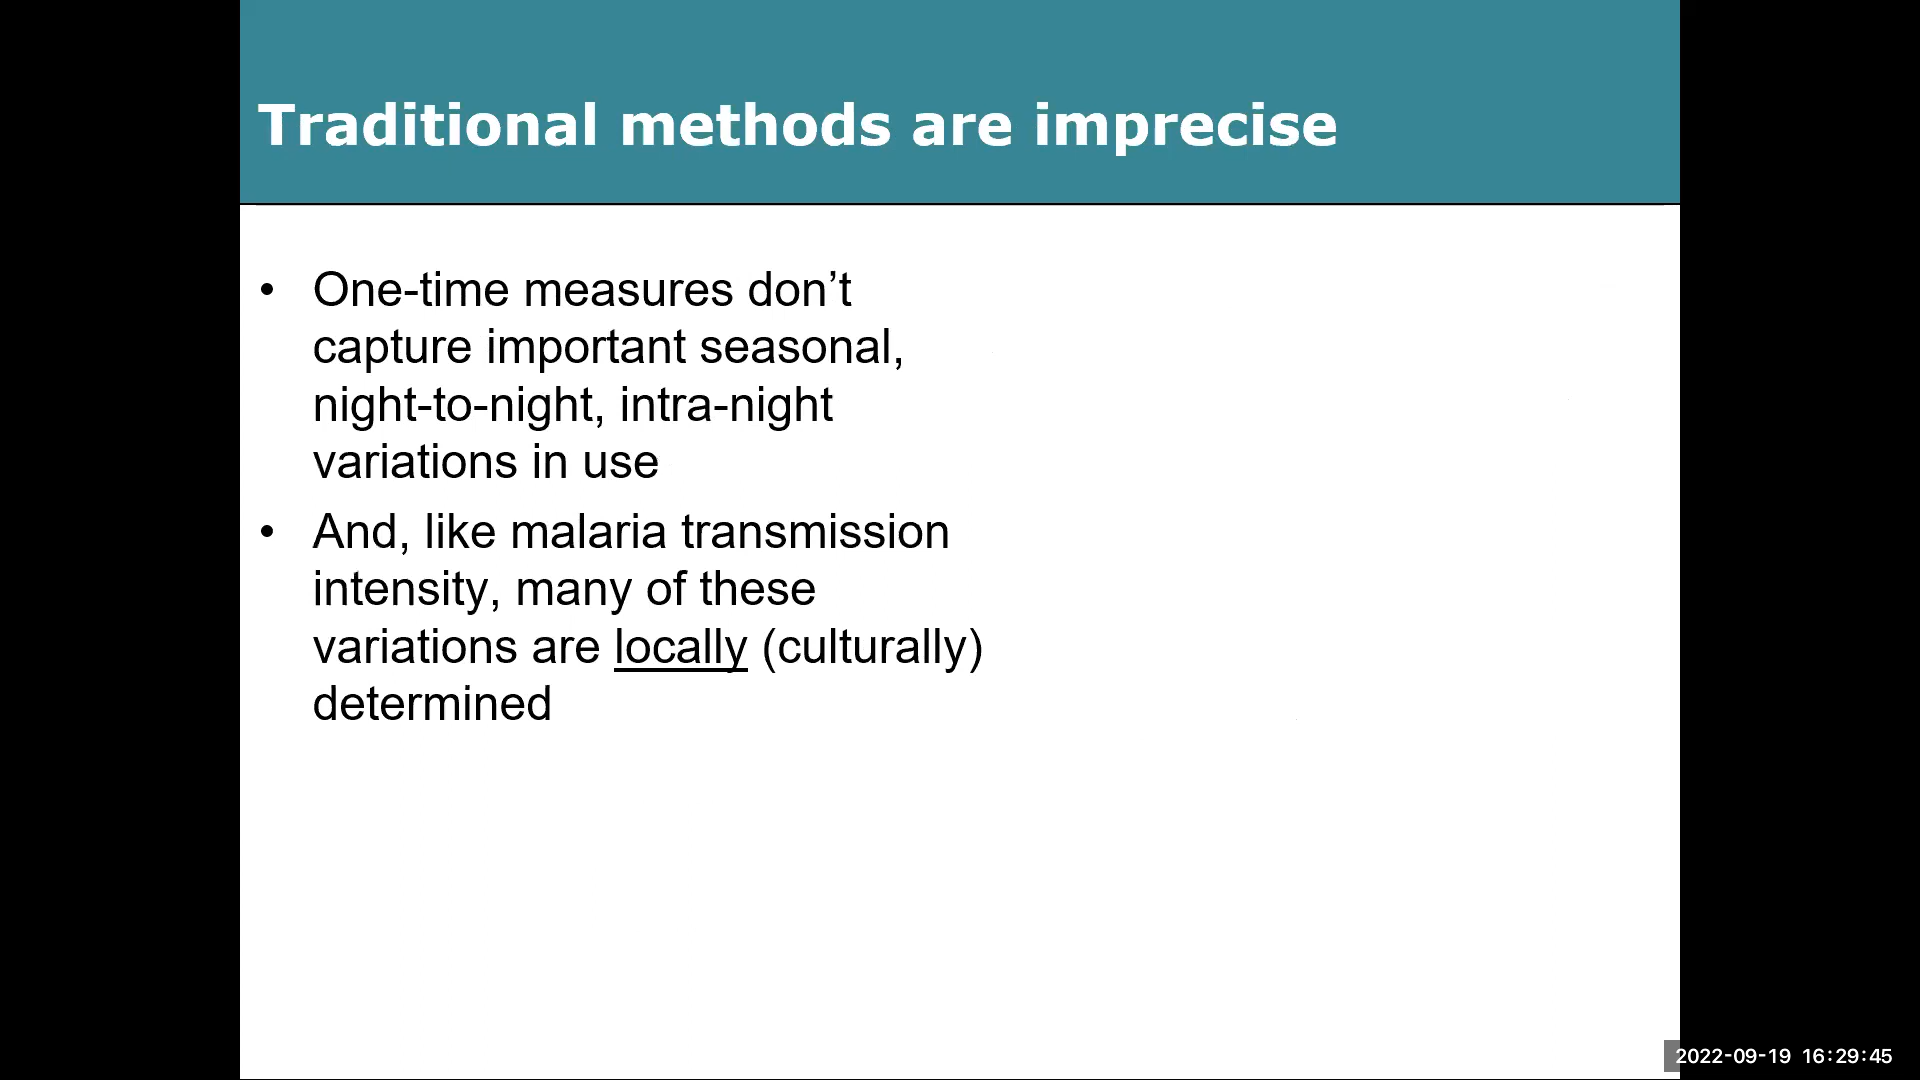 Traditional methods are imprecise
• One-time measures don’t
capture important seasonal,
night-to-night, intra-night
variations in use
• And, like malaria transmission
intensity, many of these
variations are locally (culturally)
determined
2022-09-19 16:29:45